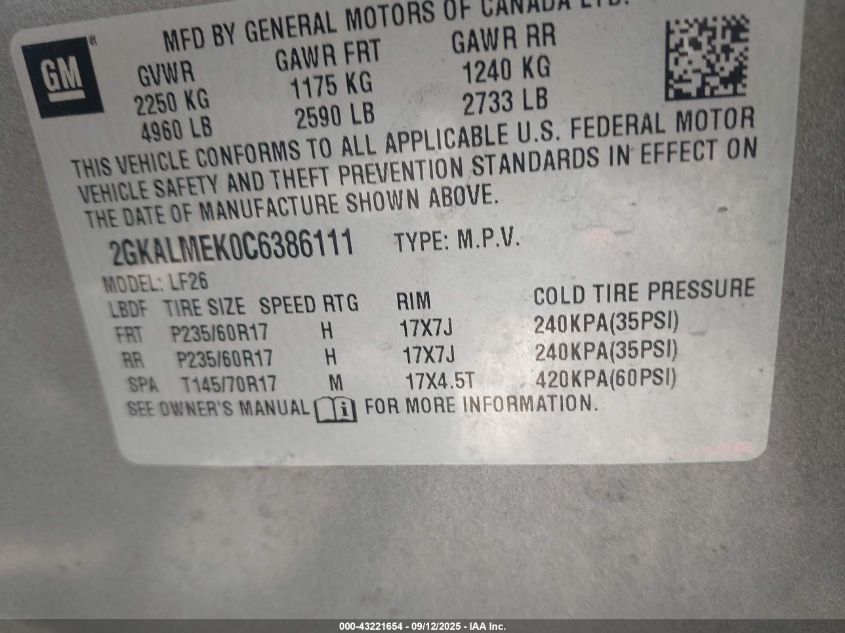 MFD BY GENERAL MOTORS OF CANADA LTD.
GM ®
GVWR GAWR FRT GAWR RR
2250 KG 1175 KG 1240 KG
4960 LB 2590 LB 2733 LB
THIS VEHICLE CONFORMS TO ALL APPLICABLE U.S. FEDERAL MOTOR
VEHICLE SAFETY AND THEFT PREVENTION STANDARDS IN EFFECT ON
THE DATE OF MANUFACTURE SHOWN ABOVE.
2GKALMEK0C6386111 TYPE: M.P.V.
MODEL: LF26
LBDF TIRE SIZE SPEED RTG RIM COLD TIRE PRESSURE
FRT P235/60R17 H 17X7J 240KPA(35PSI)
RR P235/60R17 H 17X7J 240KPA(35PSI)
SPA T145/70R17 M 17X4.5T 420KPA(60PSI)
SEE OWNER'S MANUAL i FOR MORE INFORMATION.
000-43221654 - 09/12/2025 - IAA Inc.